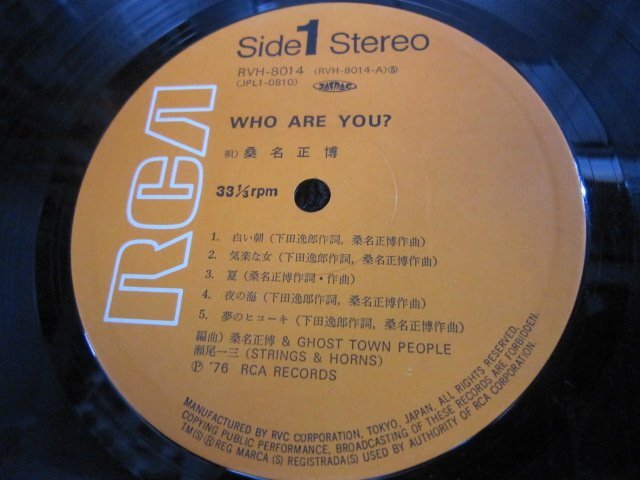 Side 1 Stereo
RVH-8014 (RVH-8014-A)Ⓢ
(JPL1-0810) JASRAC
RCA
WHO ARE YOU?
唄) 桑名正博
33⅓ rpm
1. 白い朝 (下田逸郎作詞, 桑名正博作曲)
2. 気楽な女 (下田逸郎作詞, 桑名正博作曲)
3. 夏 (桑名正博作詞・作曲)
4. 夜の海 (下田逸郎作詞, 桑名正博作曲)
5. 夢のヒコーキ (下田逸郎作詞, 桑名正博作曲)
編曲) 桑名正博 & GHOST TOWN PEOPLE
瀬尾一三 (STRINGS & HORNS)
Ⓟ '76 RCA RECORDS
MANUFACTURED BY RVC CORPORATION, TOKYO, JAPAN. ALL RIGHTS RESERVED.
COPYING PUBLIC PERFORMANCE, BROADCASTING OF THESE RECORDS ARE FORBIDDEN.
TM(S) Ⓡ REG MARCA (S) REGISTRADA(S) USED BY AUTHORITY OF RCA CORPORATION.